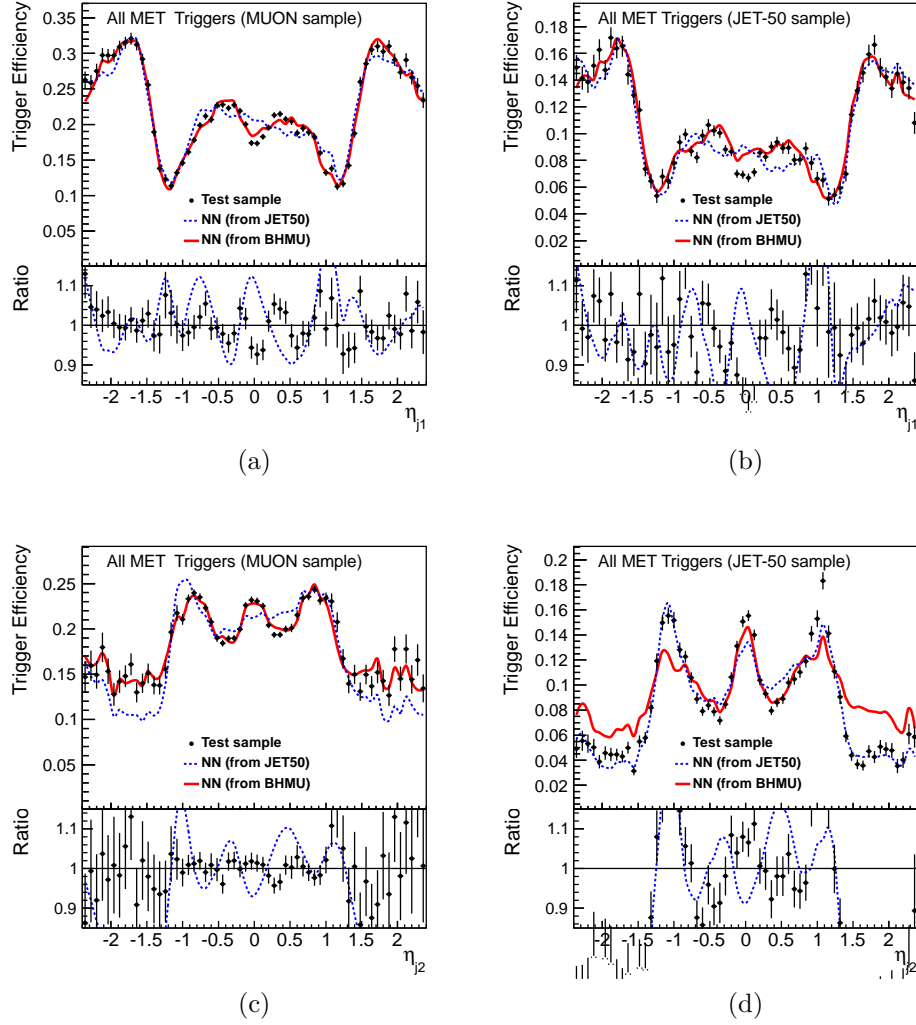 All MET Triggers (MUON sample)
Trigger Efficiency
0.3
0.25
0.2
0.15
0.1
0.05
Test sample
NN (from JET50)
NN (from BHMU)
Ratio
1.1
1
0.9
-2 -1.5 -1 -0.5 0 0.5 1 1.5 2
η j1
(a)
All MET Triggers (JET-50 sample)
Trigger Efficiency
0.18
0.16
0.14
0.12
0.1
0.08
0.06
0.04
0.02
Test sample
NN (from JET50)
NN (from BHMU)
Ratio
1.1
1
0.9
-2 -1.5 -1 -0.5 0 0.5 1 1.5 2
η j1
(b)
All MET Triggers (MUON sample)
Trigger Efficiency
0.25
0.2
0.15
0.1
0.05
Test sample
NN (from JET50)
NN (from BHMU)
Ratio
1.1
1
0.9
-2 -1.5 -1 -0.5 0 0.5 1 1.5 2
η j2
(c)
All MET Triggers (JET-50 sample)
Trigger Efficiency
0.2
0.18
0.16
0.14
0.12
0.1
0.08
0.06
0.04
0.02
Test sample
NN (from JET50)
NN (from BHMU)
Ratio
1.1
1
0.9
-2 -1.5 -1 -0.5 0 0.5 1 1.5 2
η j2
(d)